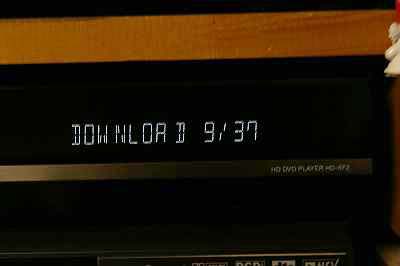 DOWNLOAD 9/37
HD DVD PLAYER HD-XF2